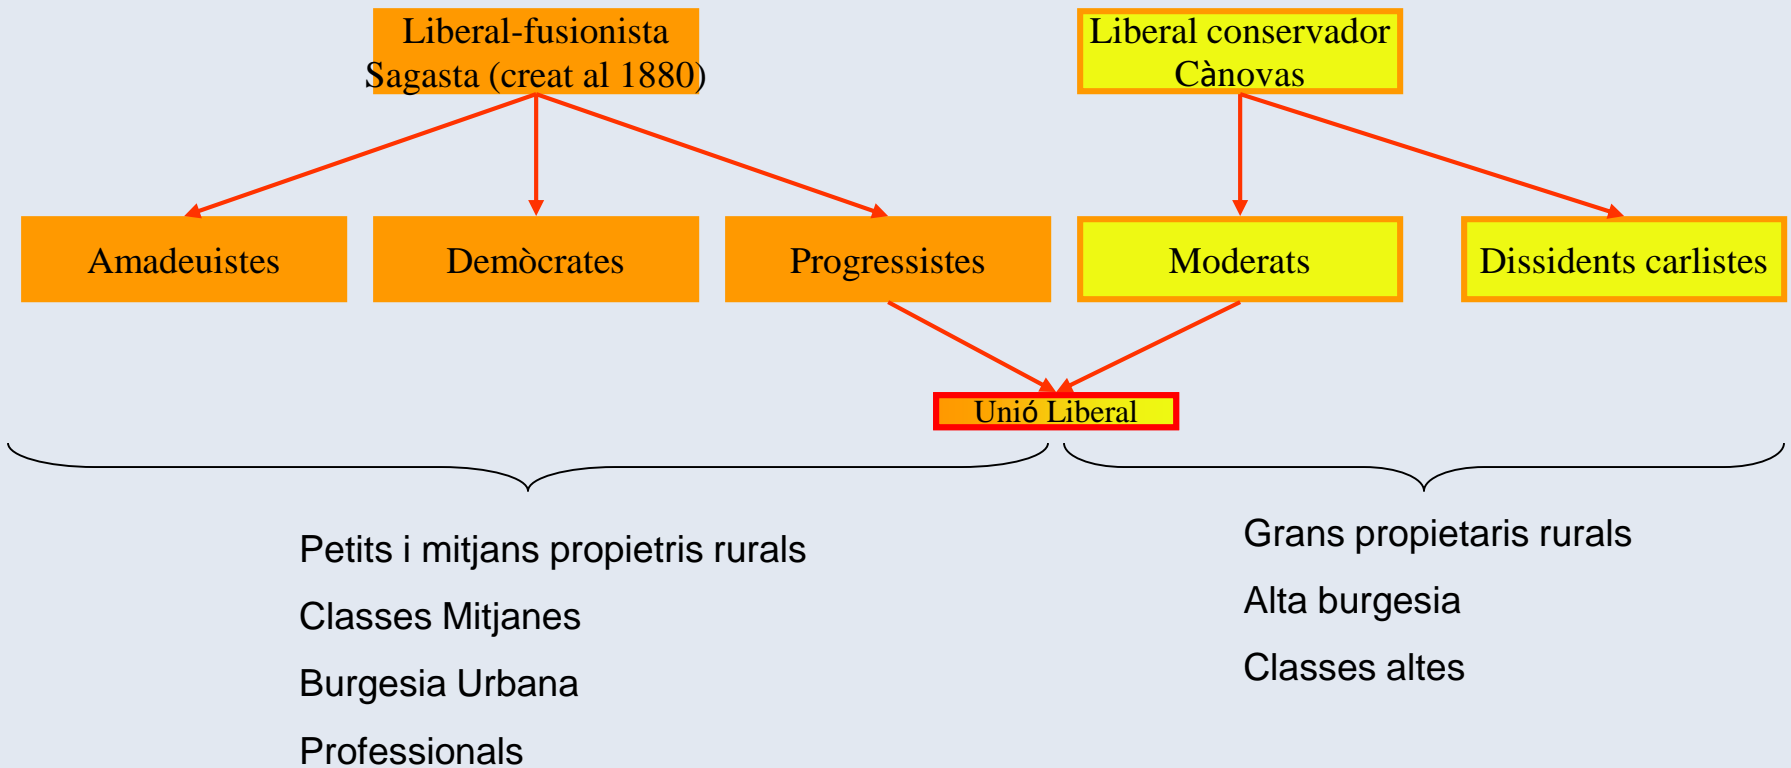 Liberal-fusionista
Sagasta (creat al 1880)
Liberal conservador
Cànovas
Amadeuistes
Demòcrates
Progressistes
Moderats
Dissidents carlistes
Unió Liberal
Petits i mitjans propietris rurals
Classes Mitjanes
Burgesia Urbana
Professionals
Grans propietaris rurals
Alta burgesia
Classes altes